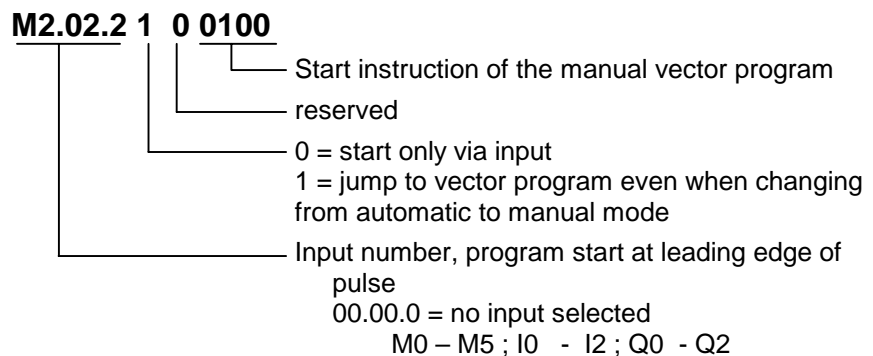 M2.02.2 1 0 0100
Start instruction of the manual vector program
reserved
0 = start only via input
1 = jump to vector program even when changing
from automatic to manual mode
Input number, program start at leading edge of
pulse
00.00.0 = no input selected
M0 – M5 ; I0 - I2 ; Q0 - Q2